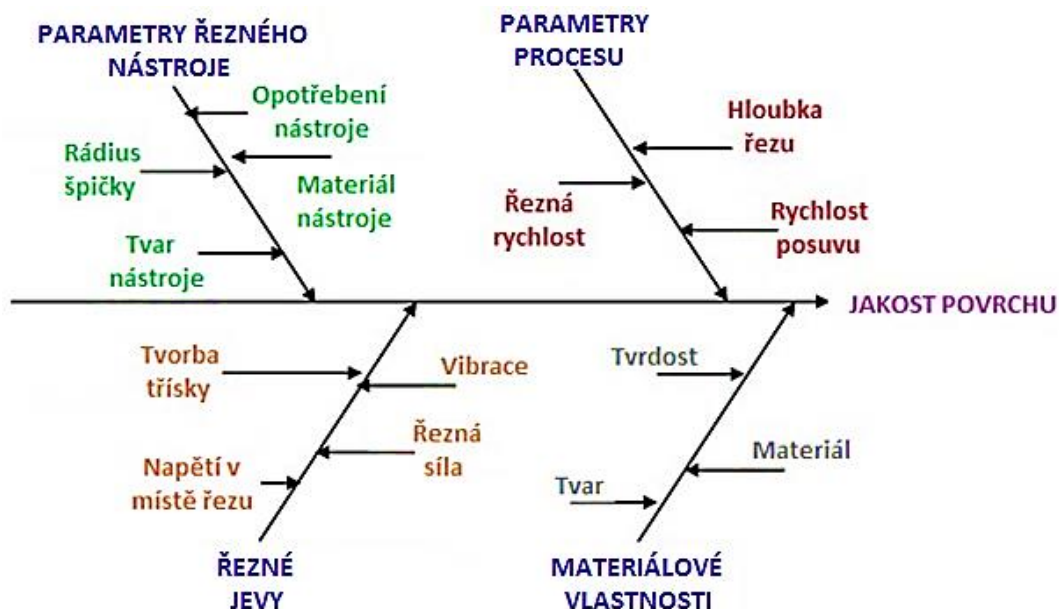 PARAMETRY ŘEZNÉHO
NÁSTROJE
Opotřebení
nástroje
Rádius
špičky
Materiál
nástroje
Tvar
nástroje
PARAMETRY
PROCESU
Hloubka
řezu
Řezná
rychlost
Rychlost
posuvu
JAKOST POVRCHU
Tvorba
třísky
Vibrace
Řezná
síla
Napětí v
místě řezu
ŘEZNÉ
JEVY
Tvrdost
Materiál
Tvar
MATERIÁLOVÉ
VLASTNOSTI